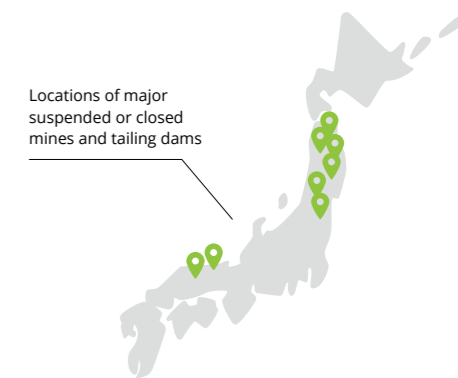 Locations of major
suspended or closed
mines and tailing dams